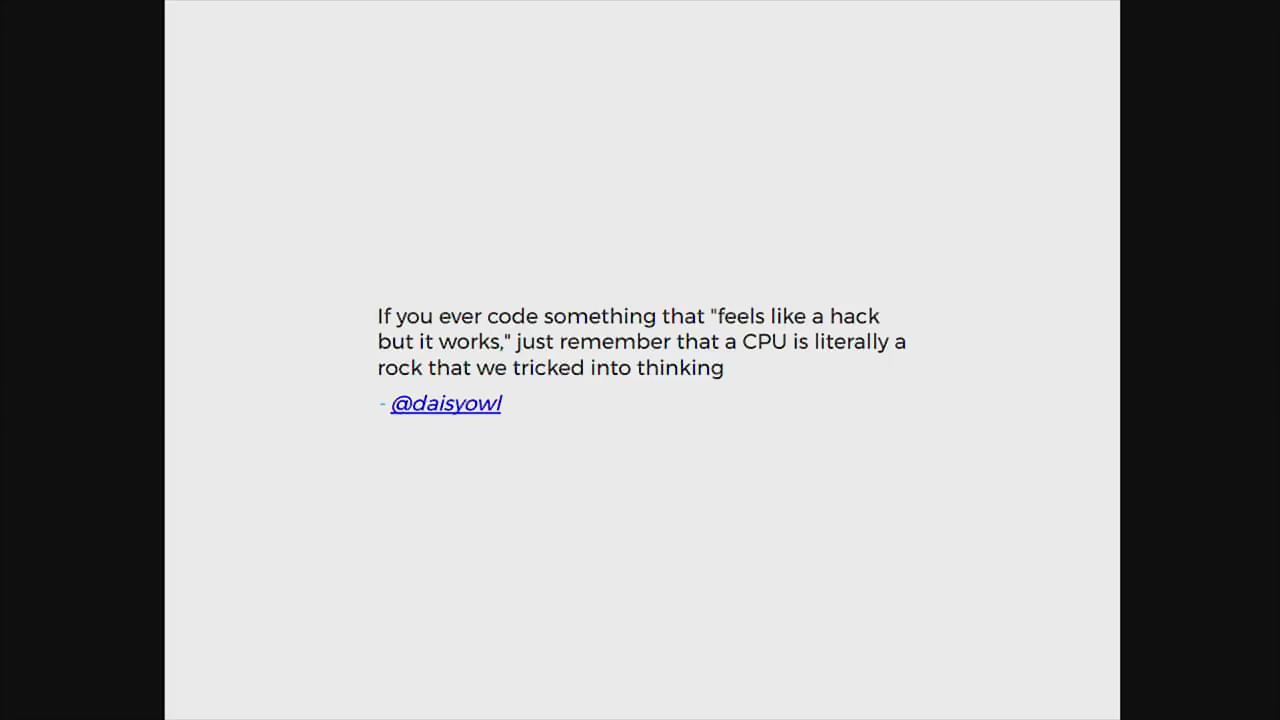 If you ever code something that "feels like a hack
but it works," just remember that a CPU is literally a
rock that we tricked into thinking
- @daisyowl